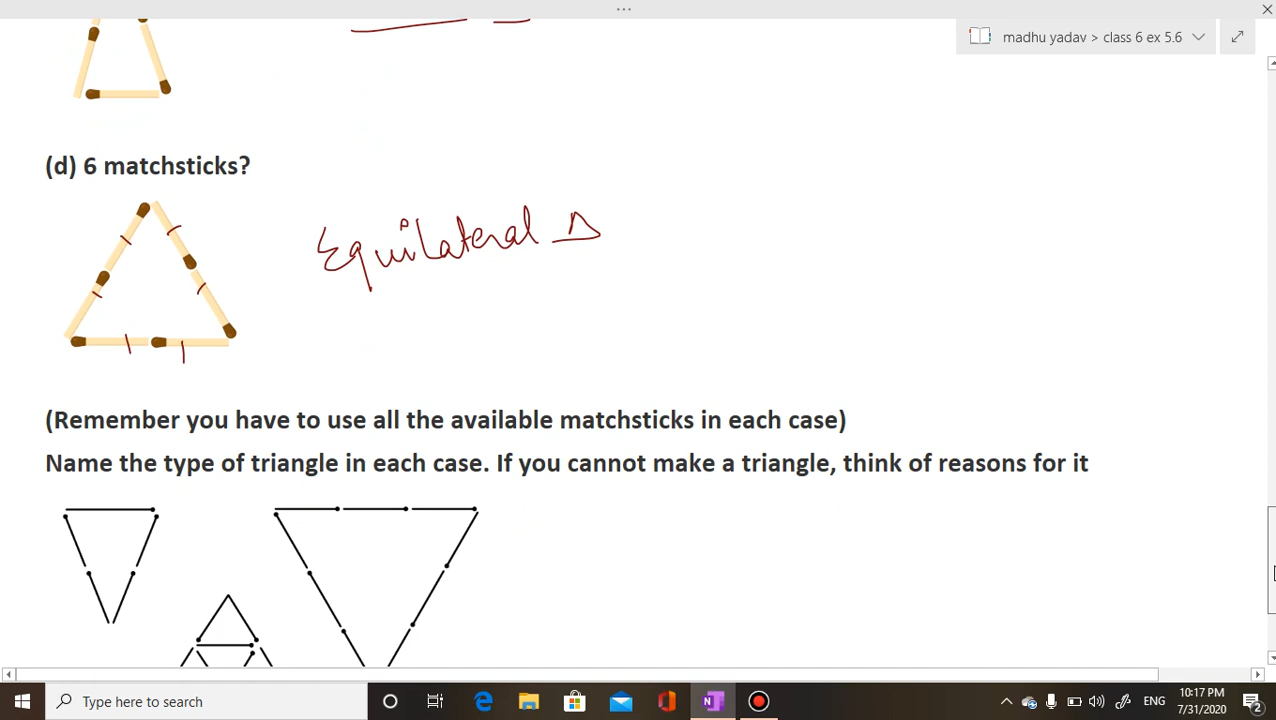 madhu yadav > class 6 ex 5.6
(d) 6 matchsticks?
Equilateral Δ
(Remember you have to use all the available matchsticks in each case)
Name the type of triangle in each case. If you cannot make a triangle, think of reasons for it
Type here to search
ENG
10:17 PM
7/31/2020
2